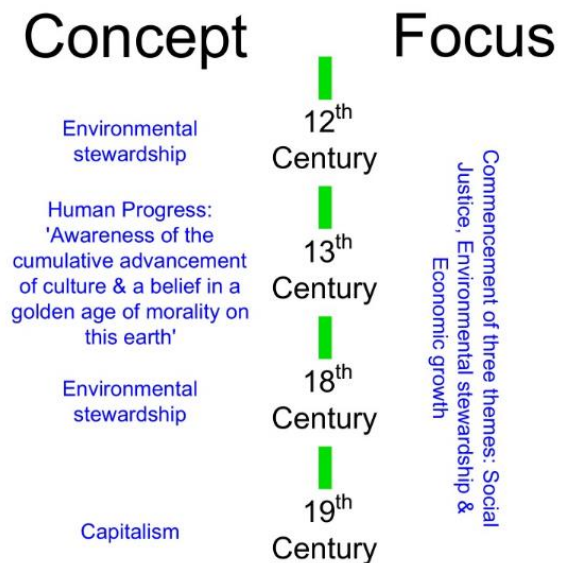 Concept
Focus
12th
Century
Environmental
stewardship
Human Progress:
'Awareness of the
cumulative advancement
of culture & a belief in a
golden age of morality on
this earth'
13th
Century
Environmental
stewardship
18th
Century
Capitalism
19th
Century
Commencement of three themes: Social
Justice, Environmental stewardship &
Economic growth